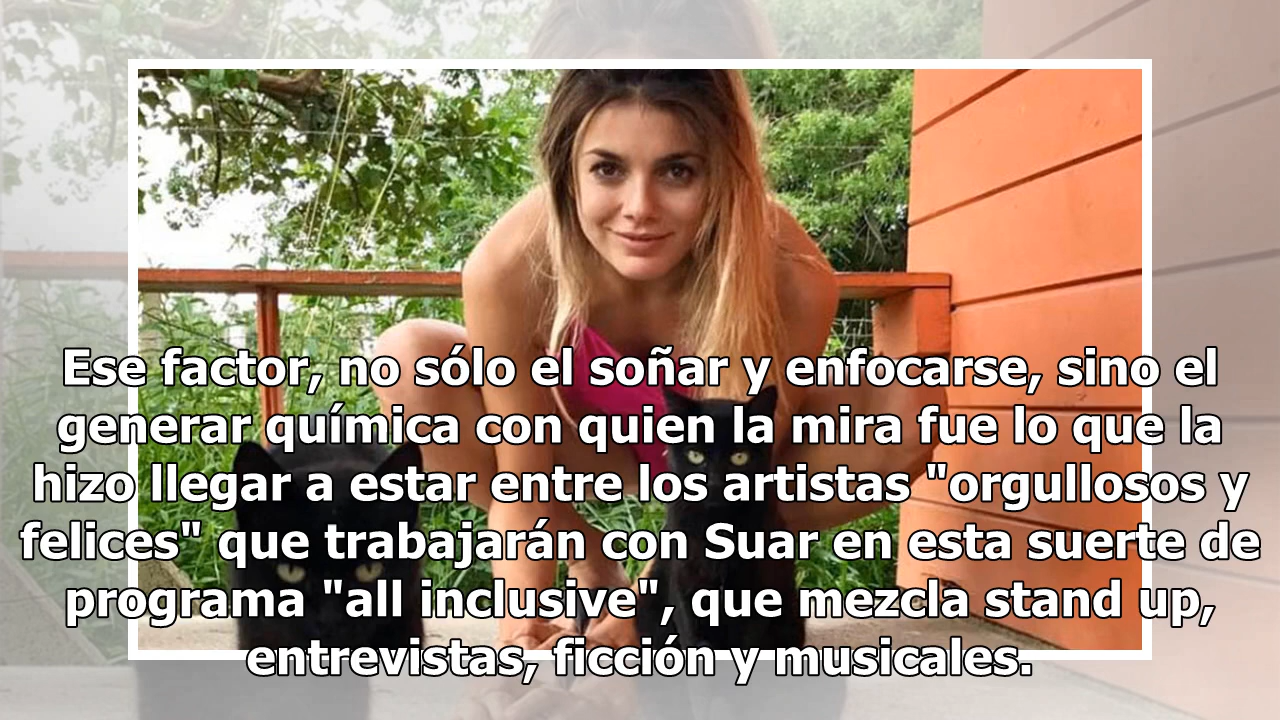 Ese factor, no sólo el soñar y enfocarse, sino el
generar química con quien la mira fue lo que la
hizo llegar a estar entre los artistas "orgullosos y
felices" que trabajarán con Suar en esta suerte de
programa "all inclusive", que mezcla stand up,
entrevistas, ficción y musicales.